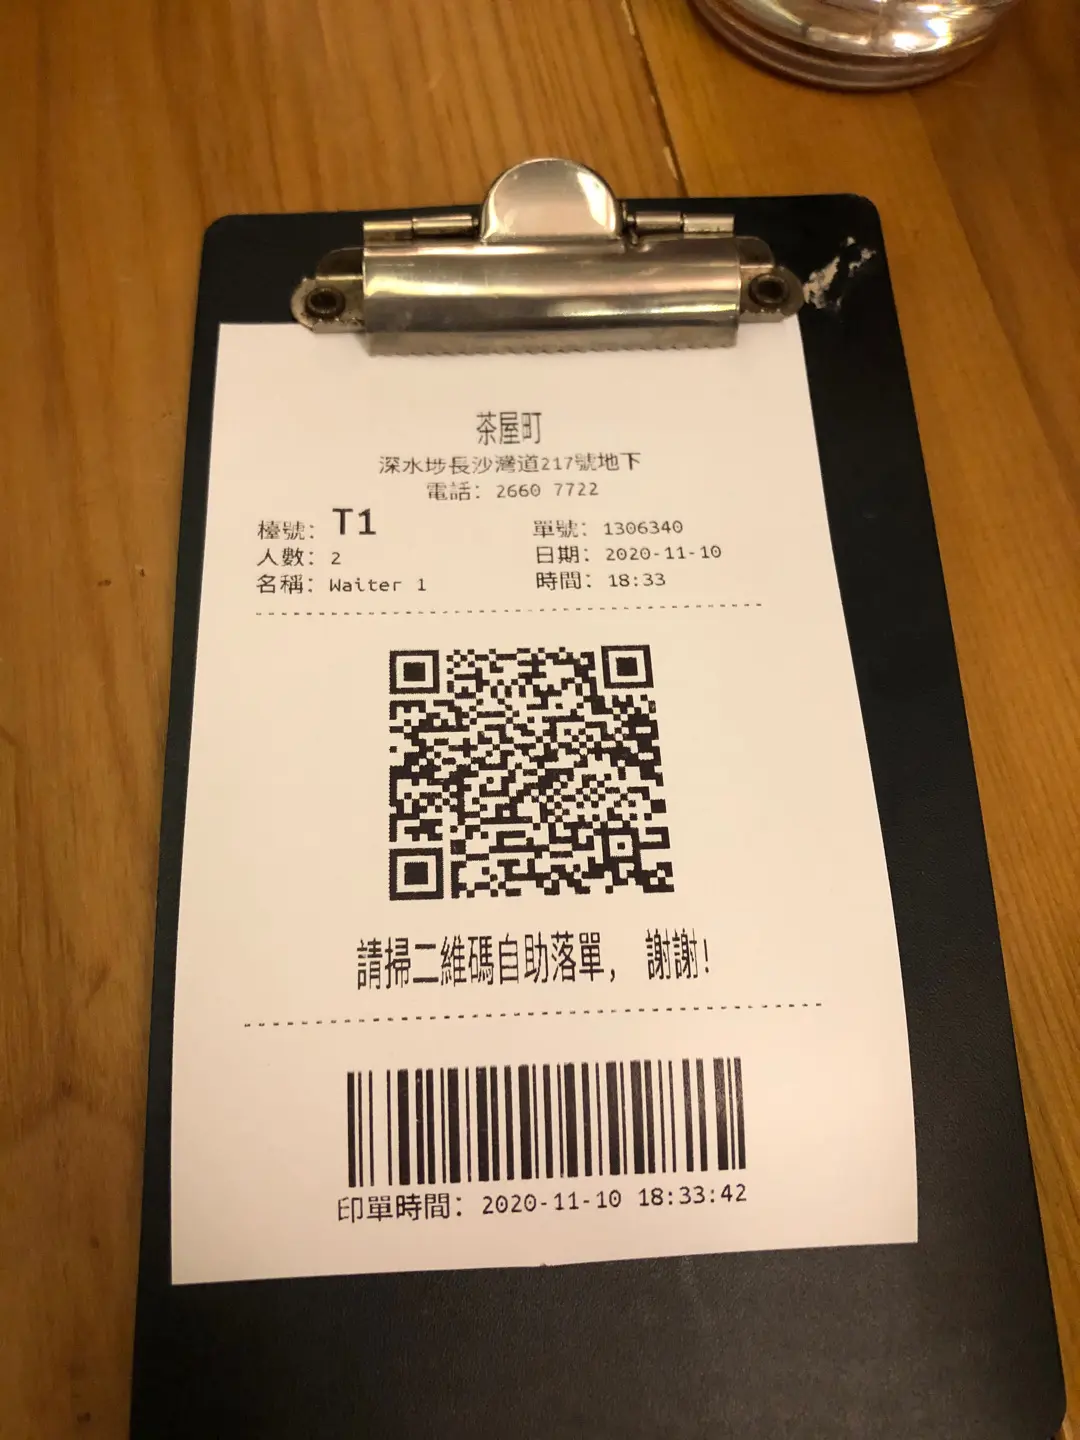 茶屋町
深水埗長沙灣道217號地下
電話: 2660 7722
檯號: T1 單號: 1306340
人數: 2 日期: 2020-11-10
名稱: Waiter 1 時間: 18:33
請掃二維碼自助落單, 謝謝!
印單時間: 2020-11-10 18:33:42